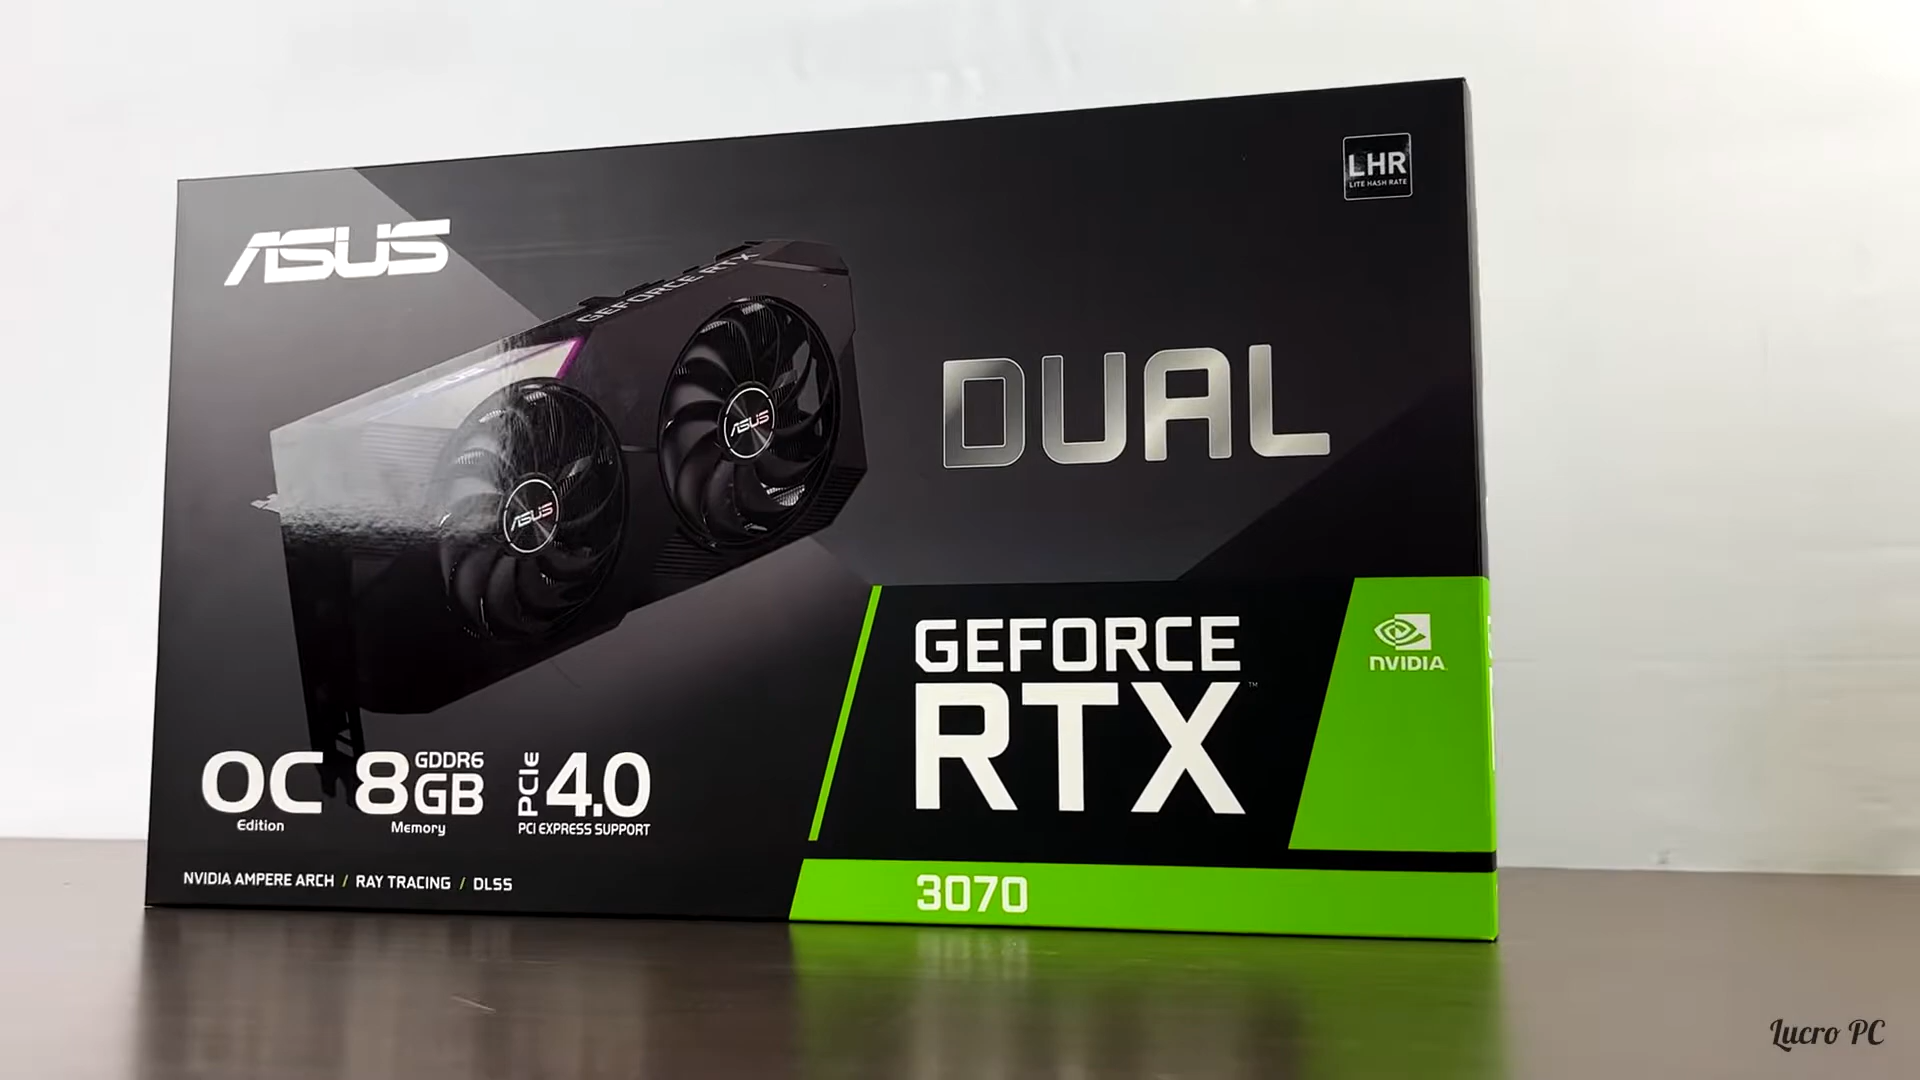 LHR
LITE HASH RATE
ASUS
GEFORCE RTX
ASUS
ASUS
DUAL
GEFORCE
RTX™
NVIDIA
3070
OC
Edition
8 GDDR6
GB
Memory
PCIe 4.0
PCI EXPRESS SUPPORT
NVIDIA AMPERE ARCH / RAY TRACING / DLSS
Lucro PC